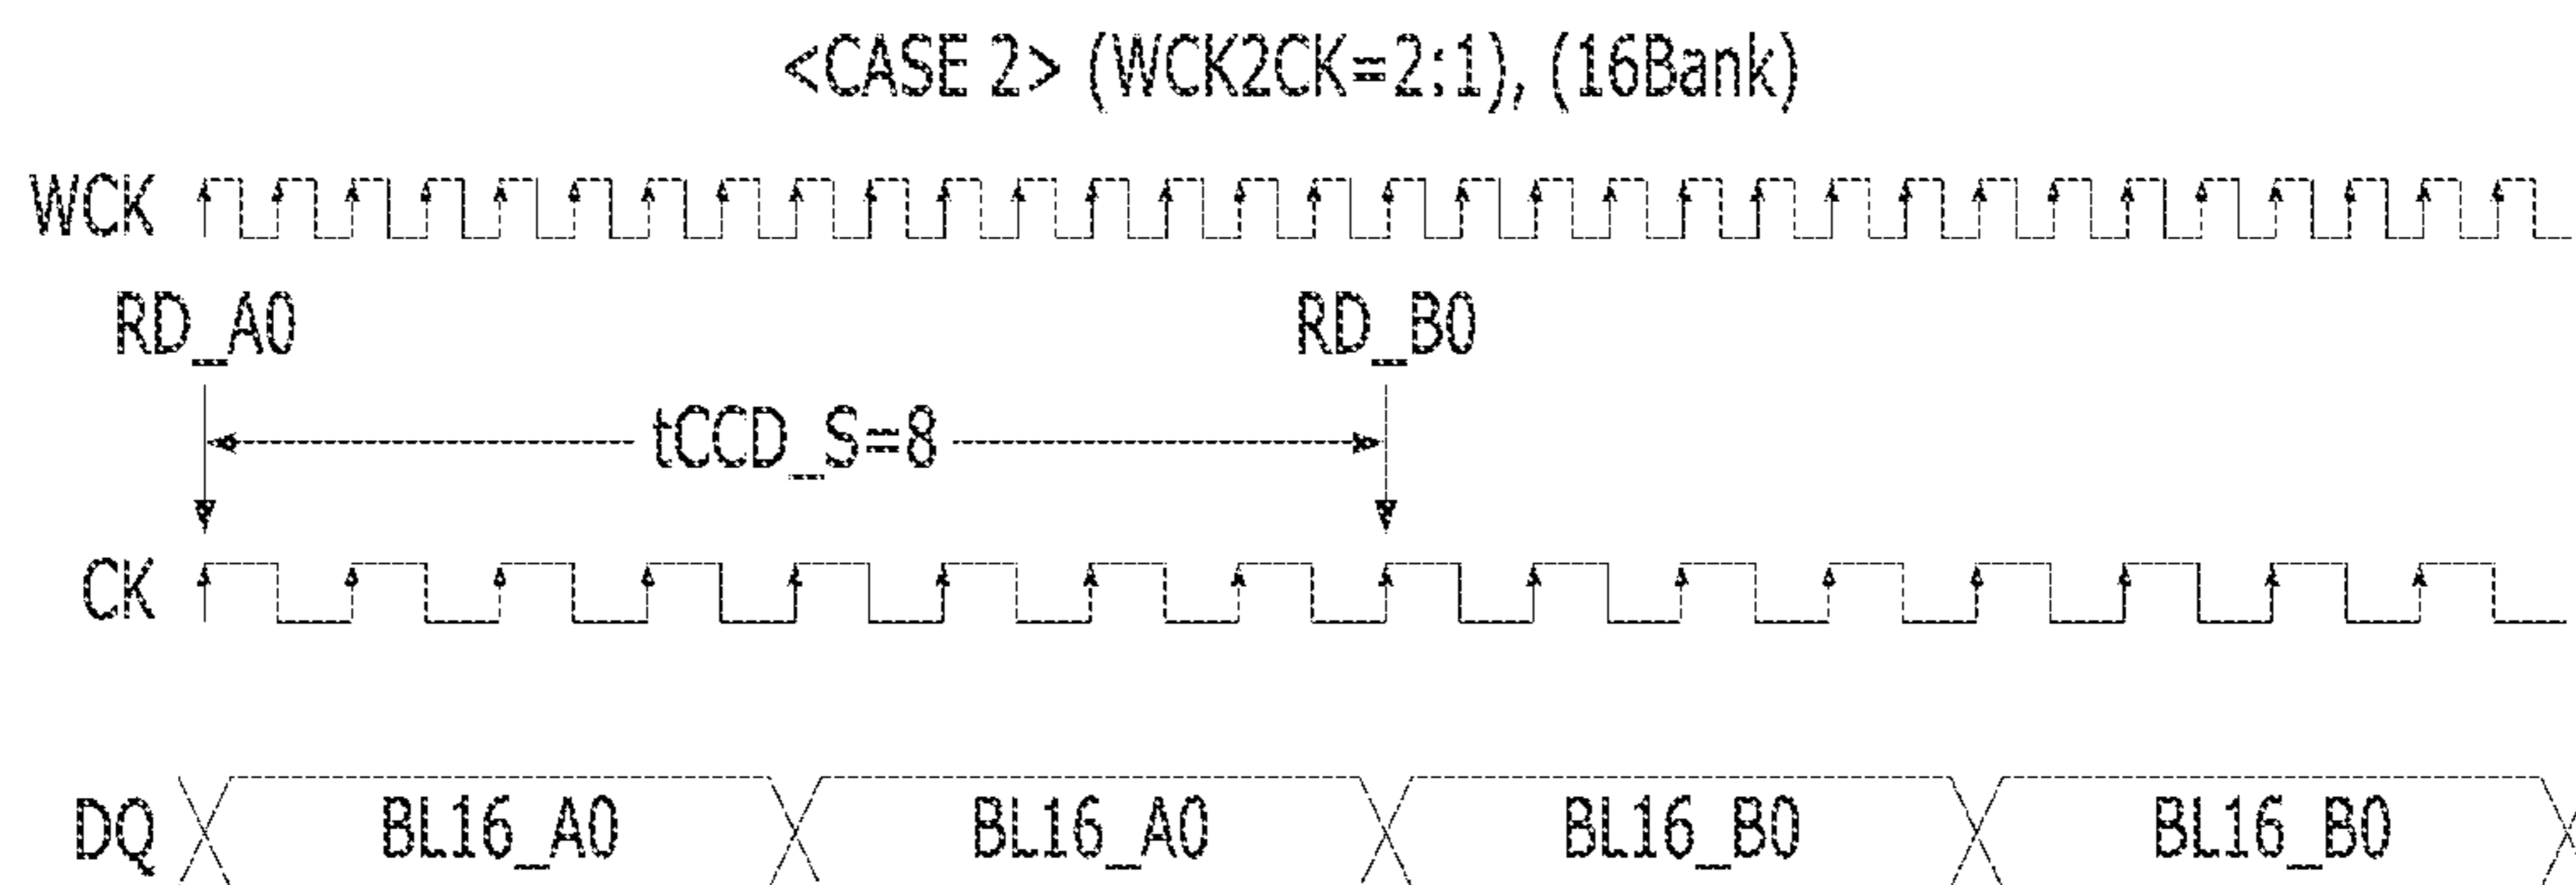 <CASE 2> (WCK2CK=2:1), (16Bank)
WCK
RD_A0 RD_B0
tCCD_S=8
CK
DQ BL16_A0 BL16_A0 BL16_B0 BL16_B0